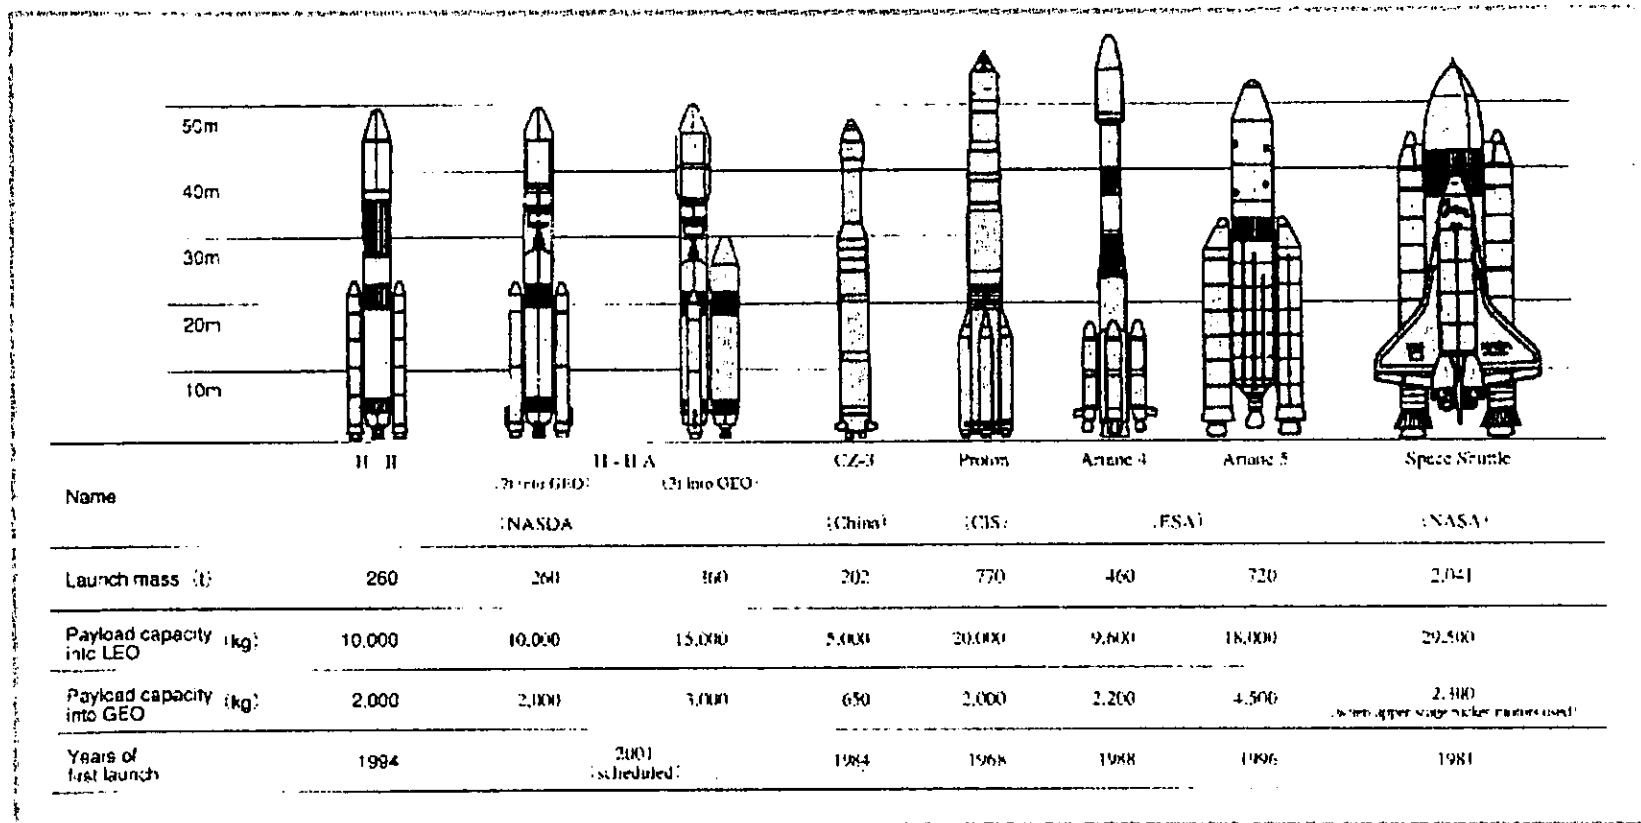 50m
40m
30m
20m
10m
Name
H - II
H - II A
CZ-3
Proton
Ariane 4
Ariane 5
Space Shuttle
(2t into GEO) (3t into GEO)
(NASDA (China) (CIS) (ESA) (NASA)
Launch mass (t) 260 260 202 770 460 720 2,041
Payload capacity (kg) 10,000 10,000 15,000 5,000 20,000 9,600 18,000 29,500
into LEO
Payload capacity (kg) 2,000 2,000 3,000 650 2,000 2,200 4,500
into GEO
(when upper stage used)
Years of 1994 2001 1984 1968 1988 1996 1981
first launch (scheduled)